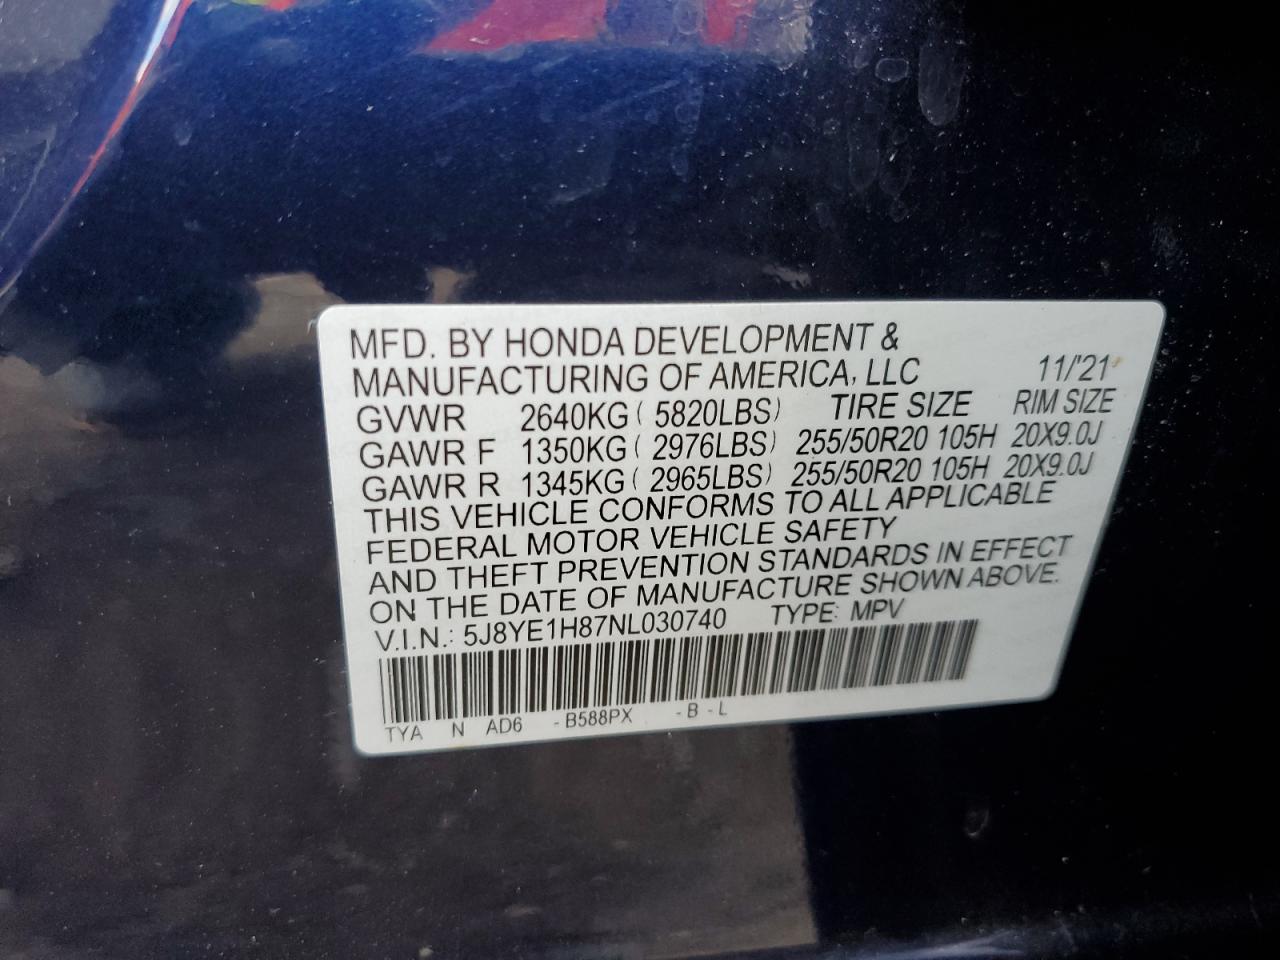 MFD. BY HONDA DEVELOPMENT &
MANUFACTURING OF AMERICA, LLC 11/'21
GVWR 2640KG ( 5820LBS) TIRE SIZE RIM SIZE
GAWR F 1350KG ( 2976LBS) 255/50R20 105H 20X9.0J
GAWR R 1345KG ( 2965LBS) 255/50R20 105H 20X9.0J
THIS VEHICLE CONFORMS TO ALL APPLICABLE
FEDERAL MOTOR VEHICLE SAFETY
AND THEFT PREVENTION STANDARDS IN EFFECT
ON THE DATE OF MANUFACTURE SHOWN ABOVE.
V.I.N.: 5J8YE1H87NL030740 TYPE: MPV
TYA N AD6 - B588PX - B - L